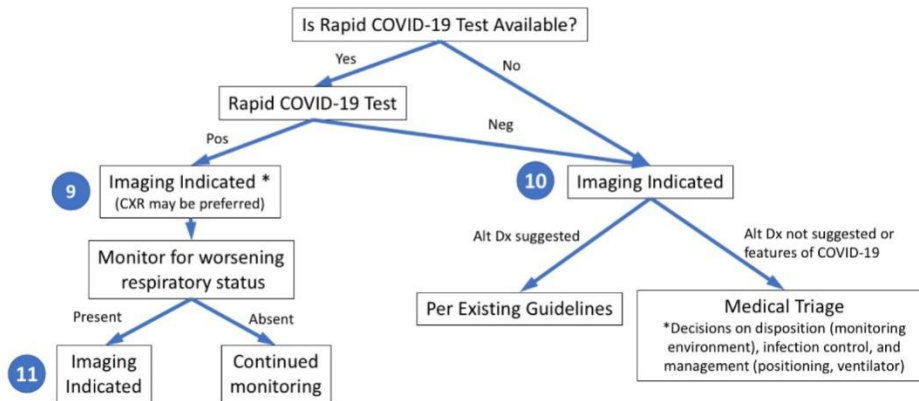 Is Rapid COVID-19 Test Available?
Yes
No
Rapid COVID-19 Test
Pos
Neg
9
Imaging Indicated *
(CXR may be preferred)
10
Imaging Indicated
Monitor for worsening
respiratory status
Alt Dx suggested
Alt Dx not suggested or
features of COVID-19
Present
Absent
Per Existing Guidelines
Medical Triage
*Decisions on disposition (monitoring
environment), infection control, and
management (positioning, ventilator)
11
Imaging
Indicated
Continued
monitoring